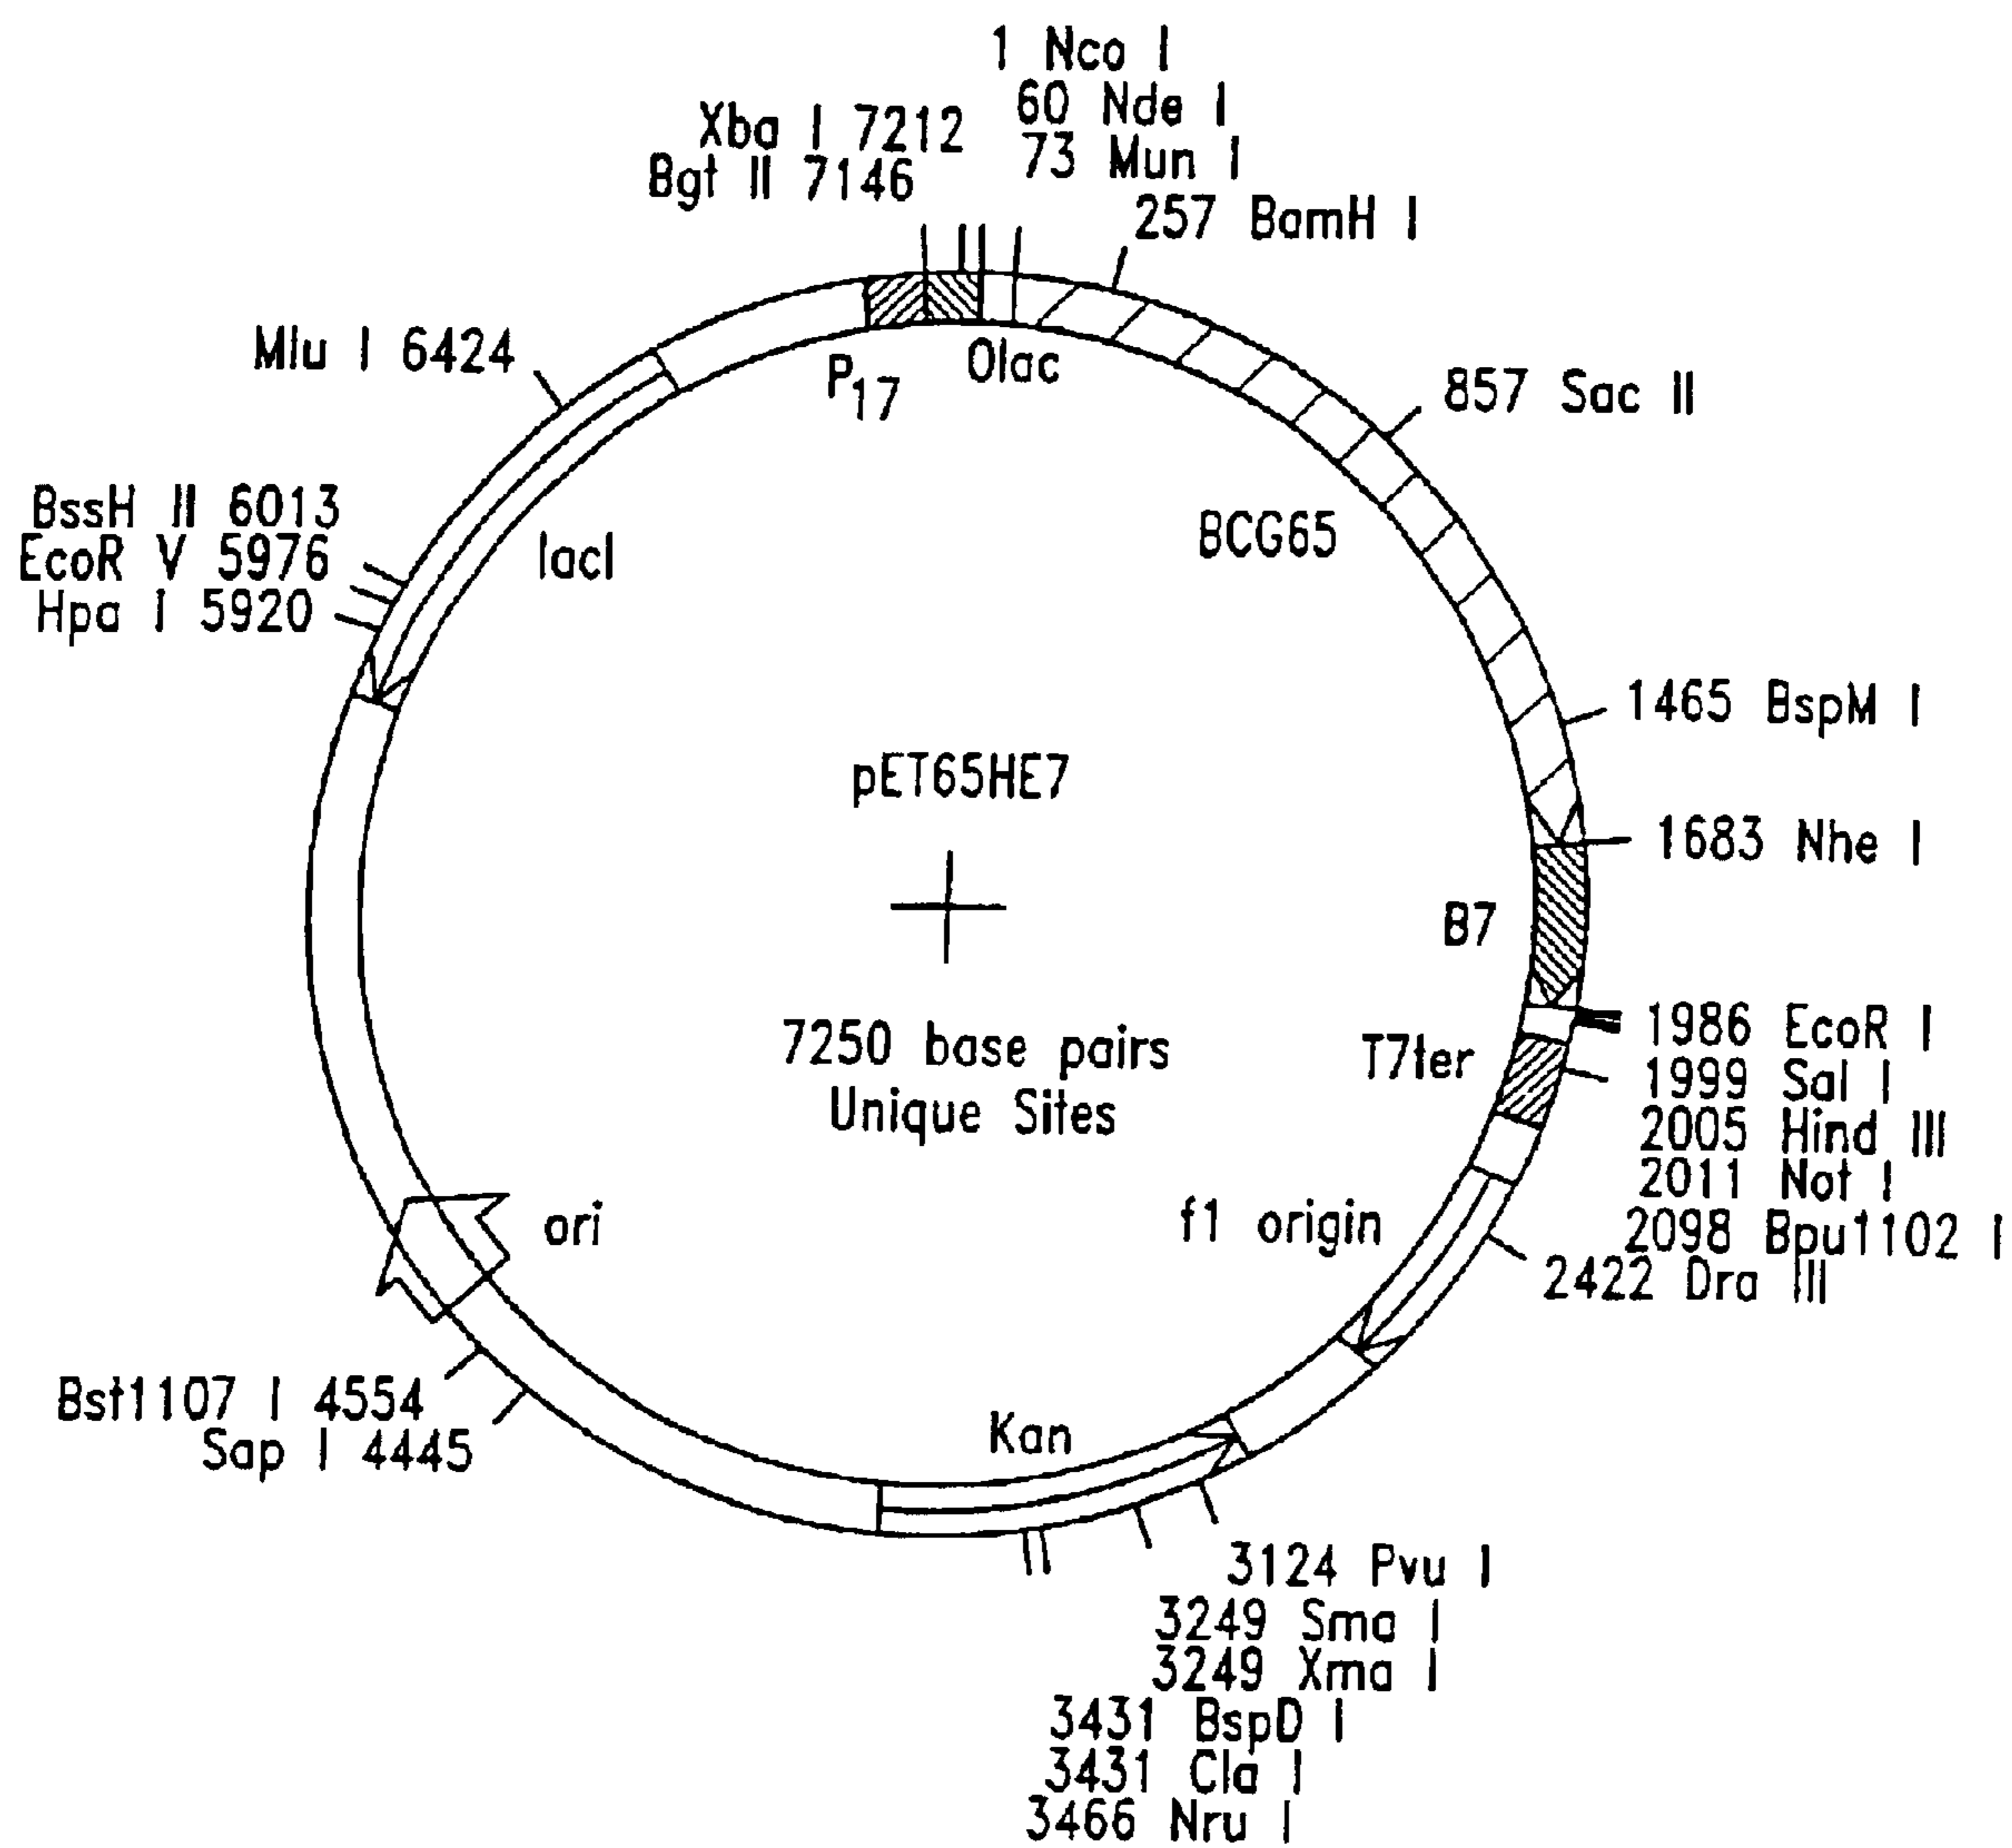 1 Nco I
60 Nde I
73 Mun I
257 BamH I
Xba I 7212
Bgt II 7146
Mlu I 6424
P17
Olac
857 Sac II
BssH II 6013
EcoR V 5976
Hpa I 5920
lacI
BCG65
1465 BspM I
pET65HE7
1683 Nhe I
B7
7250 base pairs
Unique Sites
T7ter
1986 EcoR I
1999 Sal I
2005 Hind III
2011 Not I
2098 Bpu1102 I
2422 Dra III
f1 origin
ori
Bst1107 I 4554
Sap I 4445
Kan
3124 Pvu I
3249 Sma I
3249 Xma I
3431 BspD I
3431 Cla I
3466 Nru I